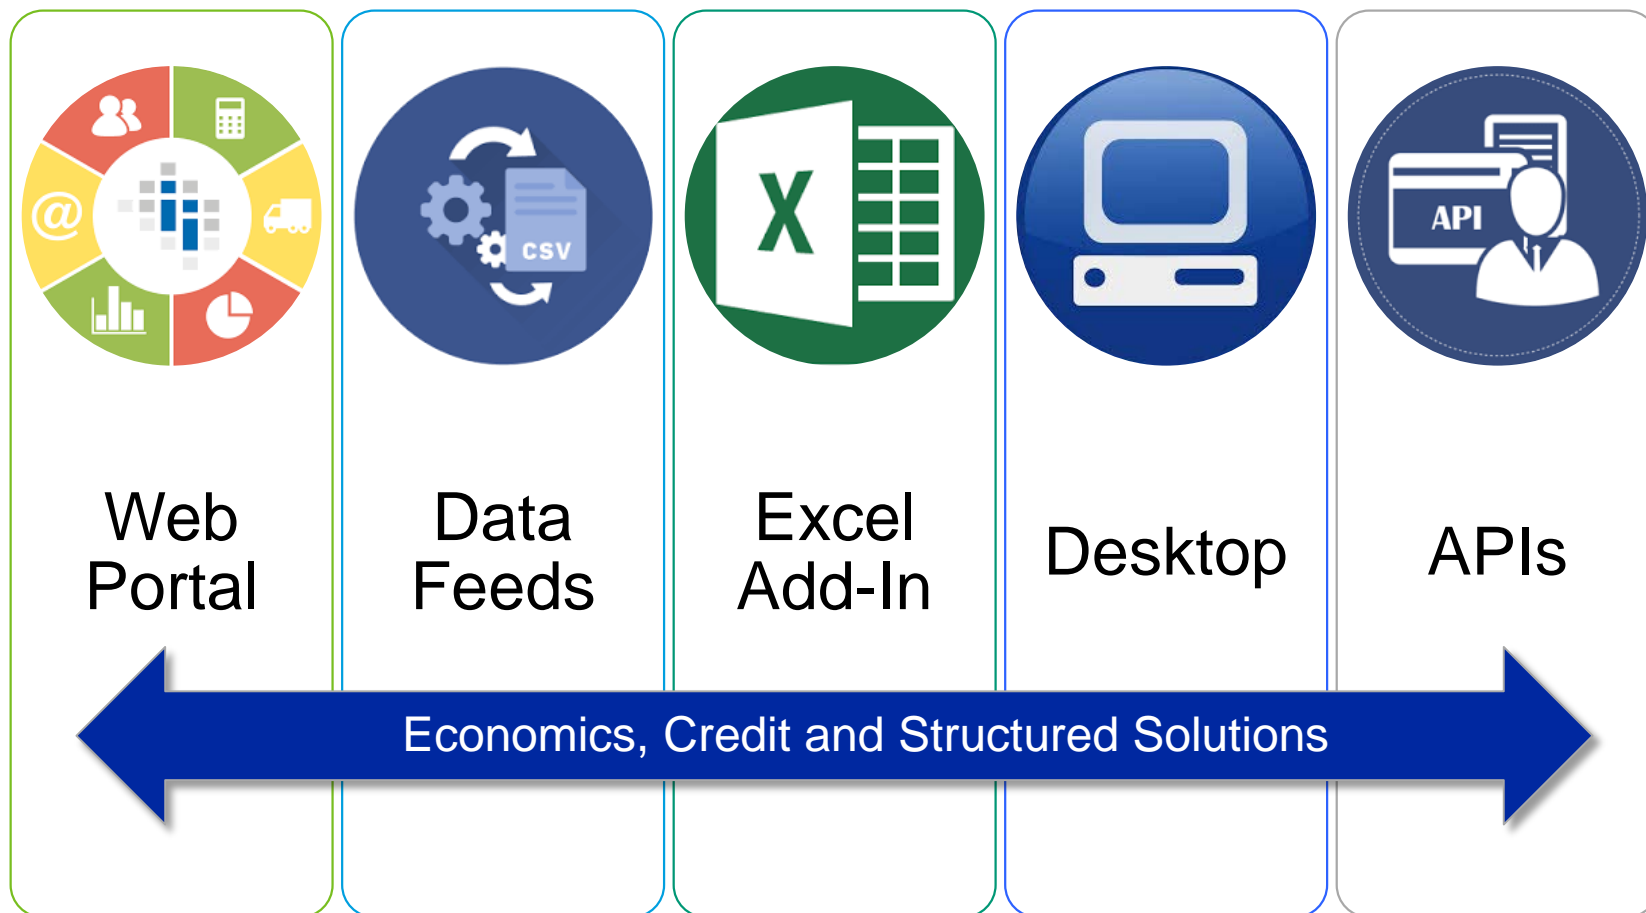 @
CSV
X
API
Web
Portal
Data
Feeds
Excel
Add-In
Desktop
APIs
Economics, Credit and Structured Solutions